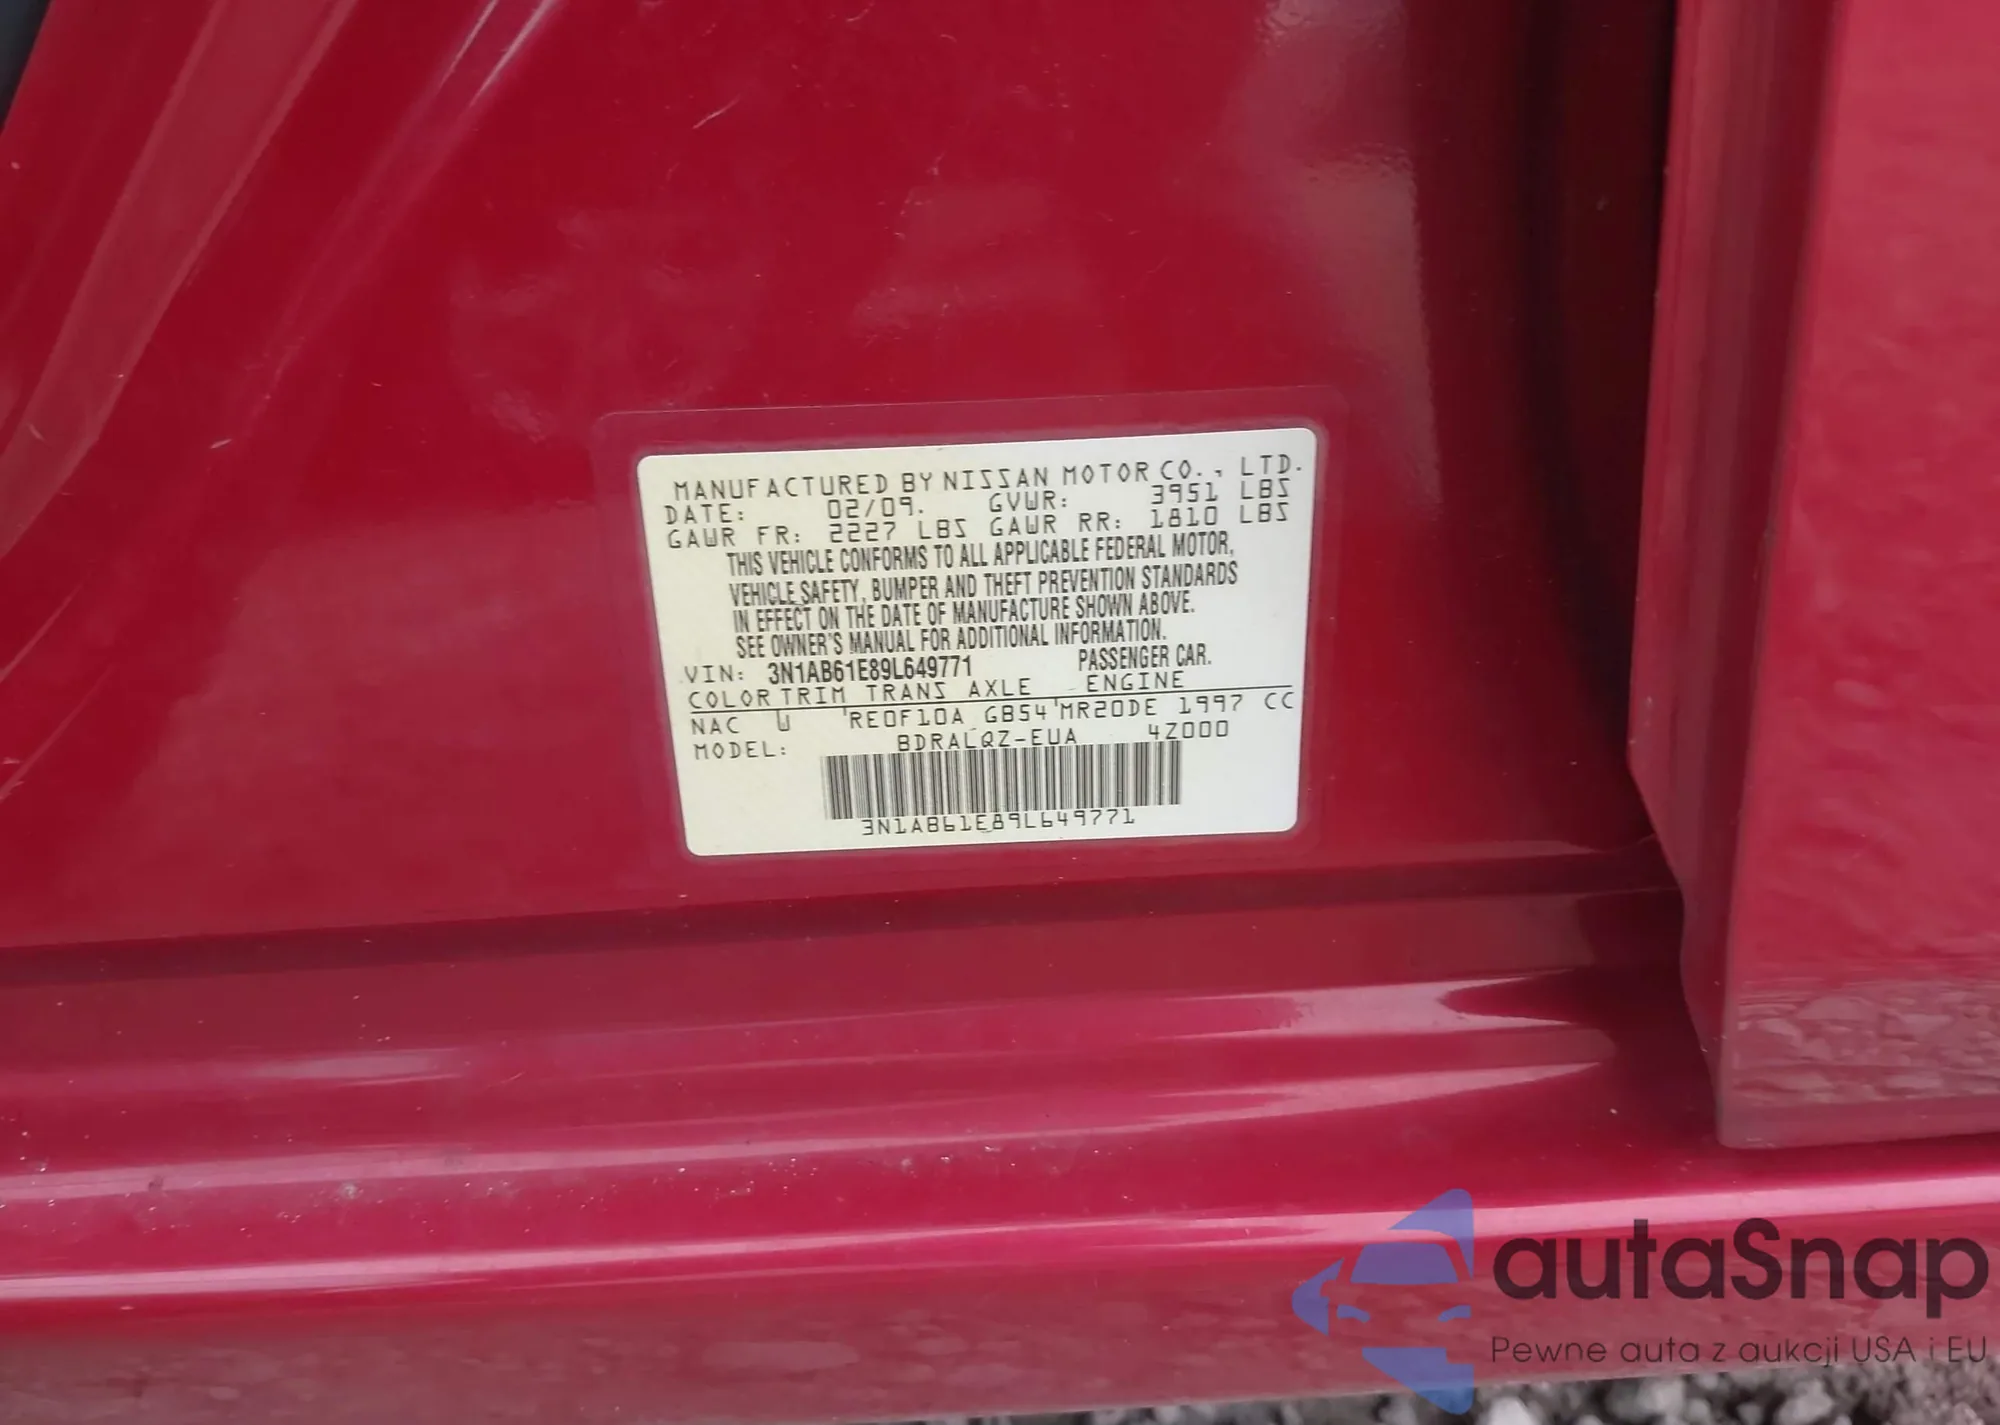 MANUFACTURED BY NISSAN MOTOR CO., LTD.
DATE: 02/09. GVWR: 3951 LBS
GAWR FR: 2227 LBS GAWR RR: 1810 LBS
THIS VEHICLE CONFORMS TO ALL APPLICABLE FEDERAL MOTOR,
VEHICLE SAFETY, BUMPER AND THEFT PREVENTION STANDARDS
IN EFFECT ON THE DATE OF MANUFACTURE SHOWN ABOVE.
SEE OWNER'S MANUAL FOR ADDITIONAL INFORMATION.
VIN: 3N1AB61E89L649771 PASSENGER CAR.
COLOR TRIM TRANS AXLE ENGINE
NAC W RE0F10A GB54 MR20DE 1997 CC
MODEL: BDRALQZ-EUA 4Z000
3N1AB61E89L649771
autaSnap
Pewne auta z aukcji USA i EU